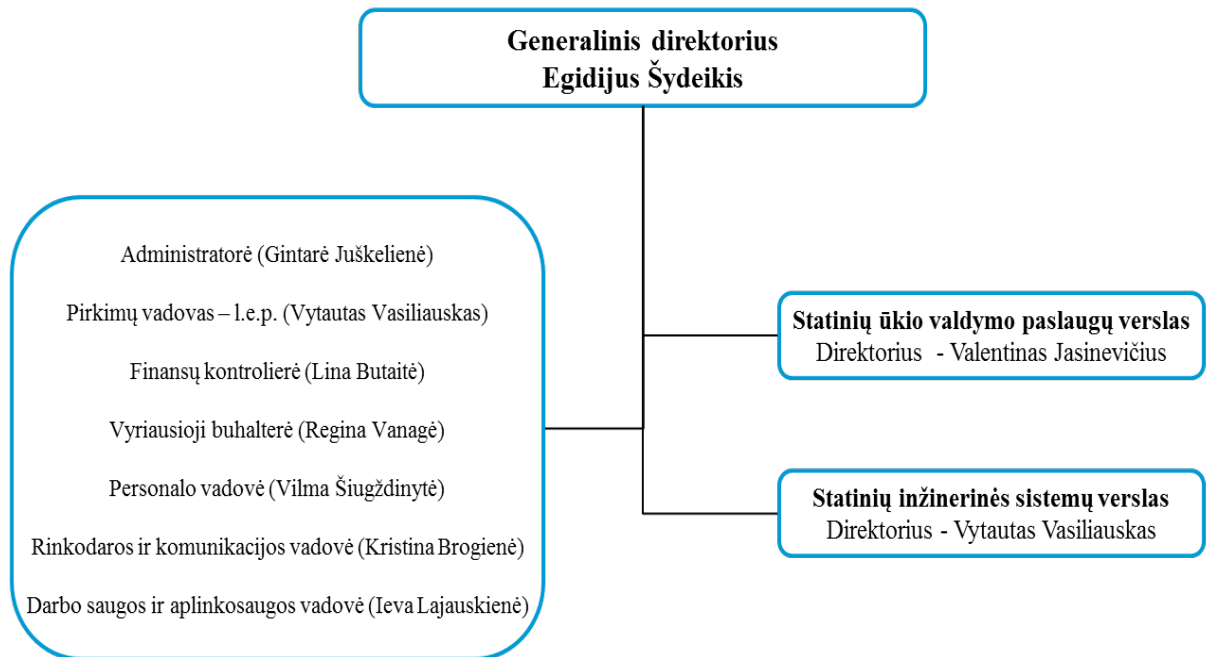 Generalinis direktorius
Egidijus Šydeikis
Administratorė (Gintarė Juškelienė)
Pirkimų vadovas – l.e.p. (Vytautas Vasiliauskas)
Finansų kontrolierė (Lina Butaitė)
Vyriausioji buhalterė (Regina Vanagė)
Personalo vadovė (Vilma Šiugždinytė)
Rinkodaros ir komunikacijos vadovė (Kristina Brogienė)
Darbo saugos ir aplinkosaugos vadovė (Ieva Lajauskienė)
Statinių ūkio valdymo paslaugų verslas
Direktorius - Valentinas Jasinevičius
Statinių inžinerinės sistemų verslas
Direktorius - Vytautas Vasiliauskas